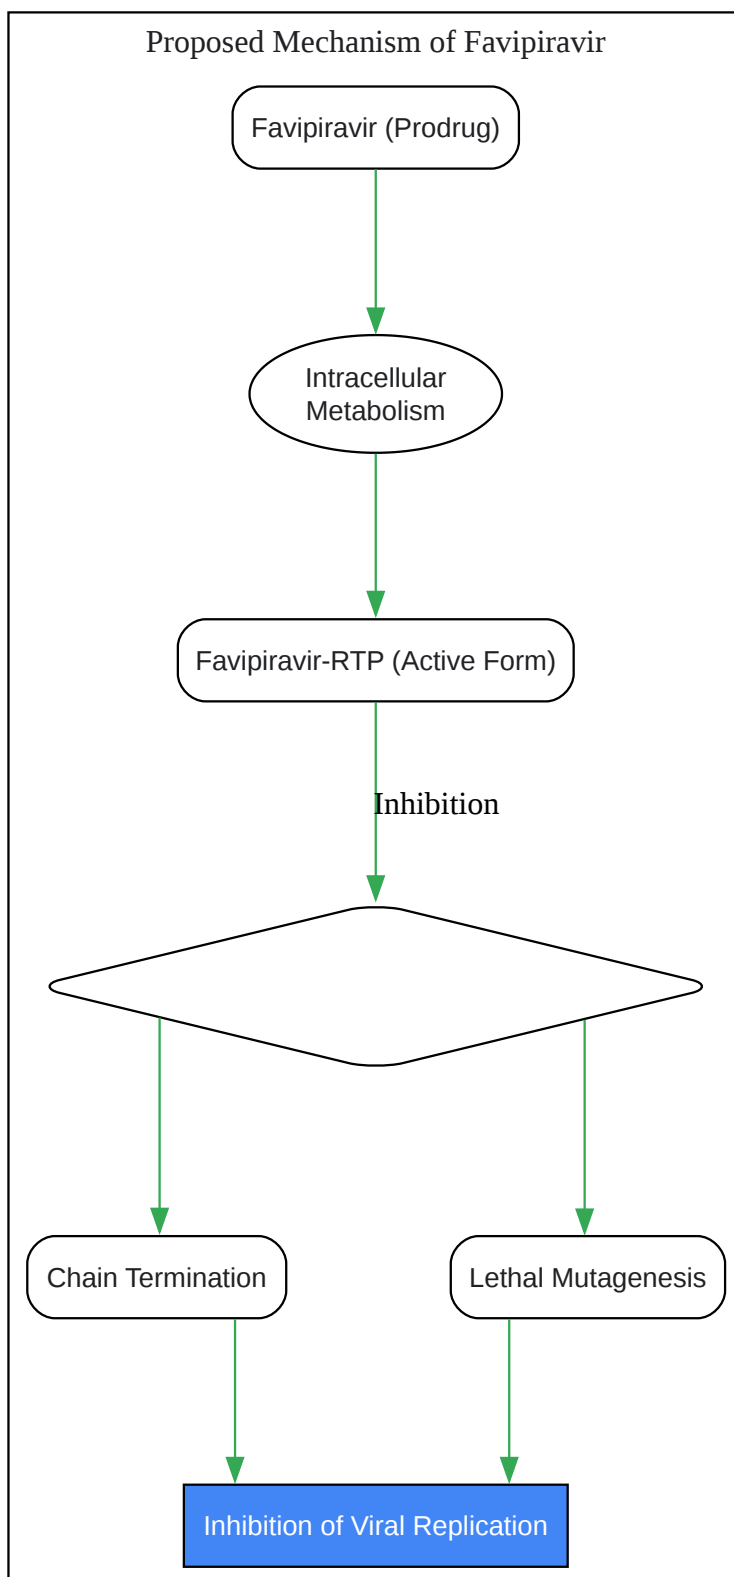 Proposed Mechanism of Favipiravir
Favipiravir (Prodrug)
Intracellular
Metabolism
Favipiravir-RTP (Active Form)
Inhibition
Chain Termination
Lethal Mutagenesis
Inhibition of Viral Replication